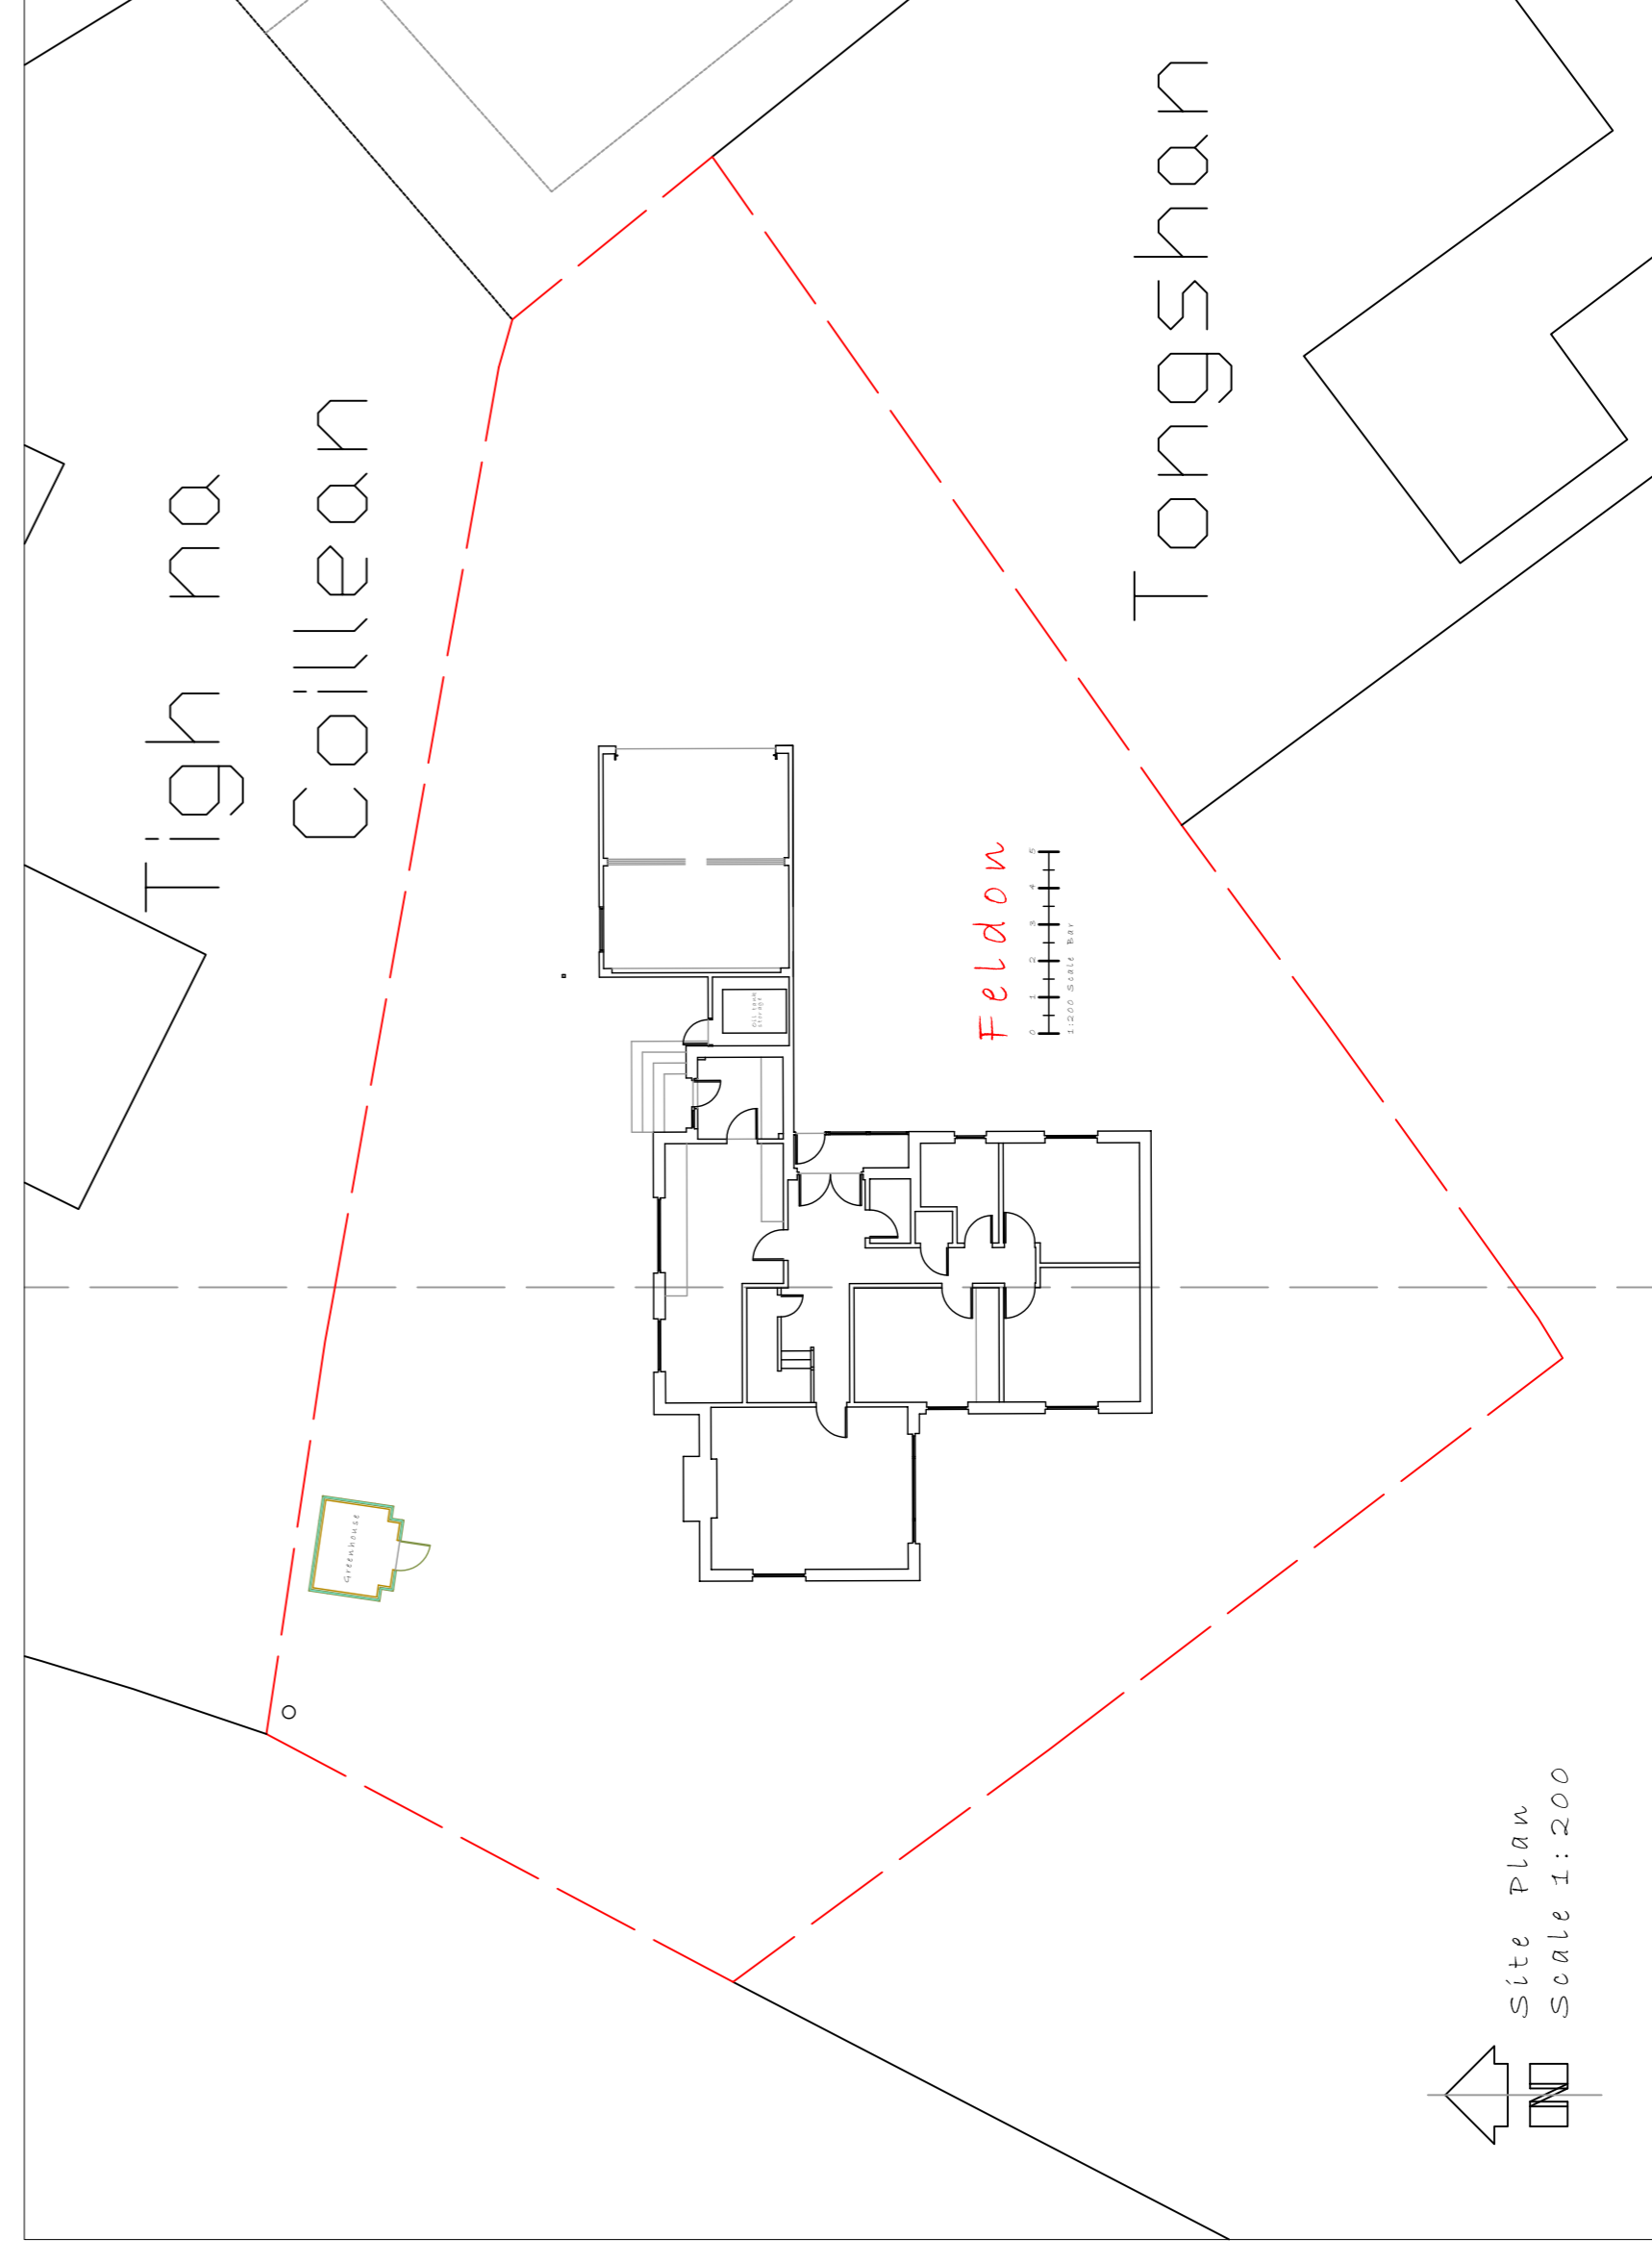 Tigh na
Coillean
Tongshan
Feldon
0 1 2 3 4 5
1:200 Scale Bar
Oil tank
storage
Greenhouse
Site Plan
Scale 1:200
N